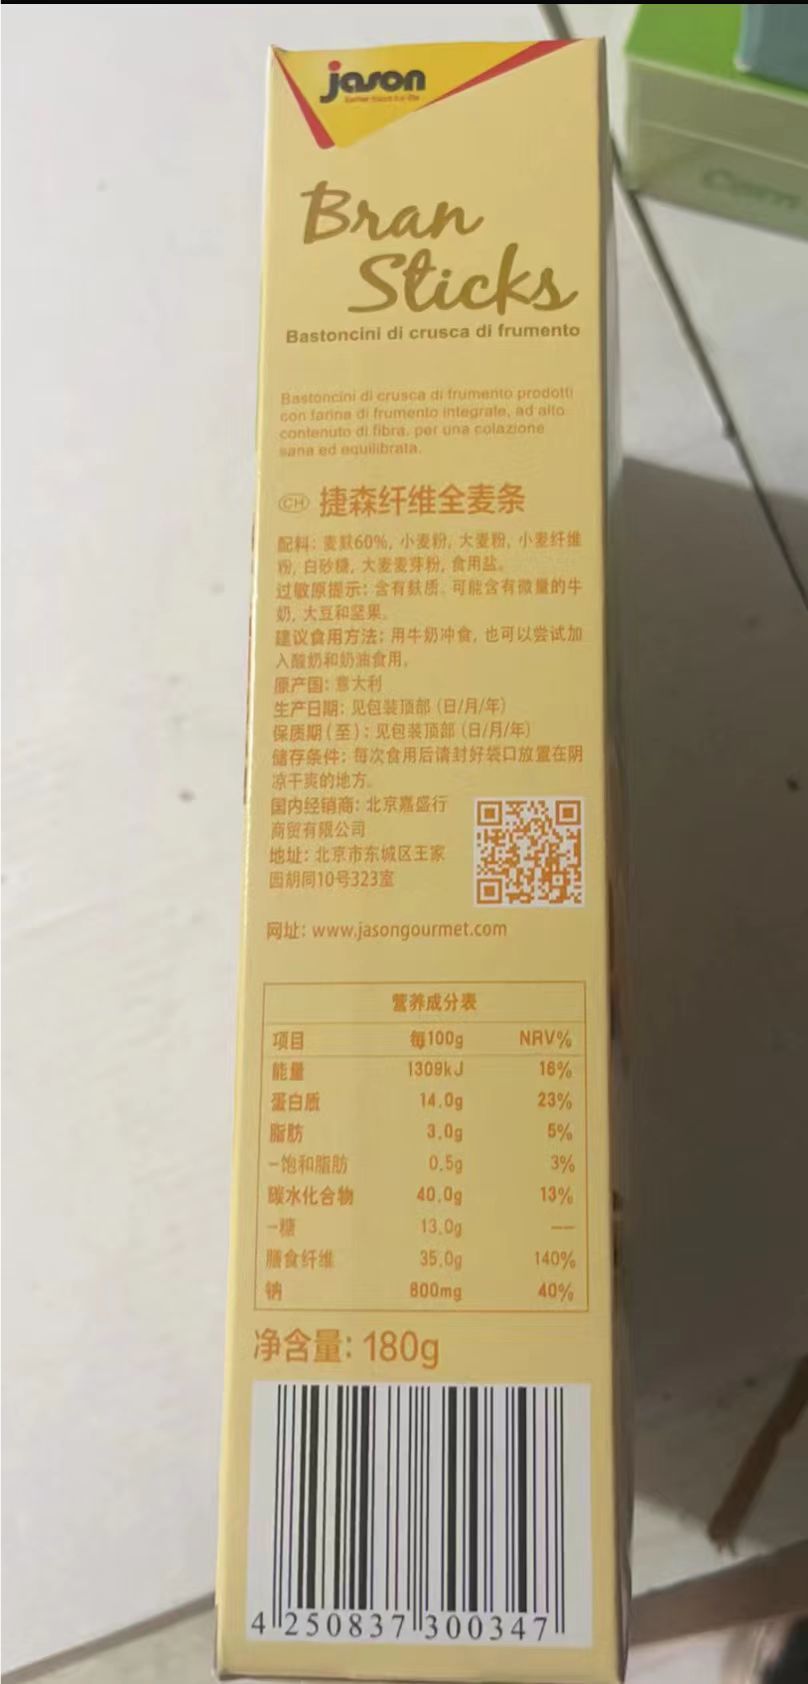 jason
Bran
Sticks
Bastoncini di crusca di frumento
Bastoncini di crusca di frumento prodotti
con farina di frumento integrale, ad alto
contenuto di fibra, per una colazione
sana ed equilibrata.
CH 捷森纤维全麦条
配料：麦麸60%, 小麦粉, 大麦粉, 小麦纤维
粉, 白砂糖, 大麦麦芽粉, 食用盐。
过敏原提示：含有麸质。可能含有微量的牛
奶, 大豆和坚果。
建议食用方法：用牛奶冲食, 也可以尝试加
入酸奶和奶油食用。
原产国：意大利
生产日期：见包装顶部 (日/月/年)
保质期(至)：见包装顶部 (日/月/年)
储存条件：每次食用后请封好袋口放置在阴
凉干爽的地方。
国内经销商：北京嘉盛行
商贸有限公司
地址：北京市东城区王家
园胡同10号323室
网址：www.jasongourmet.com
营养成分表
项目 每100g NRV%
能量 1309kJ 16%
蛋白质 14.0g 23%
脂肪 3.0g 5%
-饱和脂肪 0.5g 3%
碳水化合物 40.0g 13%
-糖 13.0g —
膳食纤维 35.0g 140%
钠 800mg 40%
净含量：180g
4 250837 300347
Corn